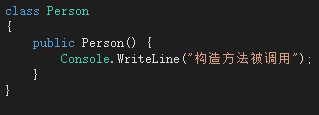 class Person
{
    public Person() {
        Console.WriteLine("构造方法被调用");
    }
}